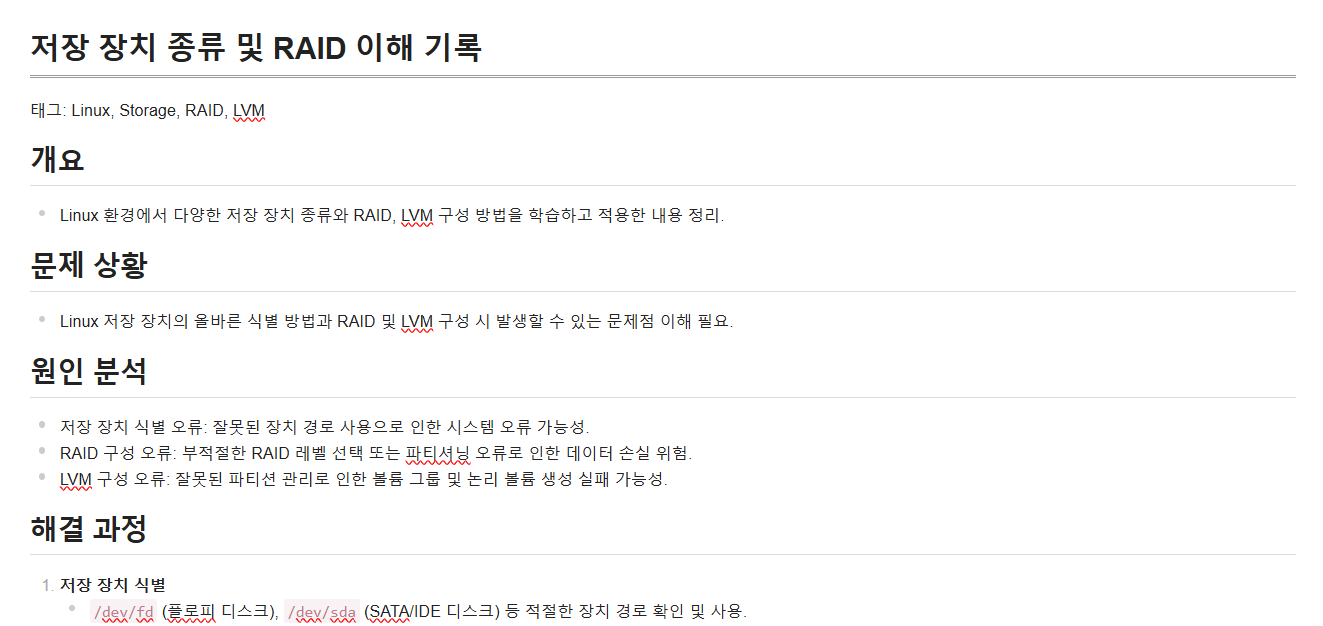 저장 장치 종류 및 RAID 이해 기록
태그: Linux, Storage, RAID, LVM
개요
Linux 환경에서 다양한 저장 장치 종류와 RAID, LVM 구성 방법을 학습하고 적용한 내용 정리.
문제 상황
Linux 저장 장치의 올바른 식별 방법과 RAID 및 LVM 구성 시 발생할 수 있는 문제점 이해 필요.
원인 분석
저장 장치 식별 오류: 잘못된 장치 경로 사용으로 인한 시스템 오류 가능성.
RAID 구성 오류: 부적절한 RAID 레벨 선택 또는 파티셔닝 오류로 인한 데이터 손실 위험.
LVM 구성 오류: 잘못된 파티션 관리로 인한 볼륨 그룹 및 논리 볼륨 생성 실패 가능성.
해결 과정
1. 저장 장치 식별
/dev/fd (플로피 디스크), /dev/sda (SATA/IDE 디스크) 등 적절한 장치 경로 확인 및 사용.